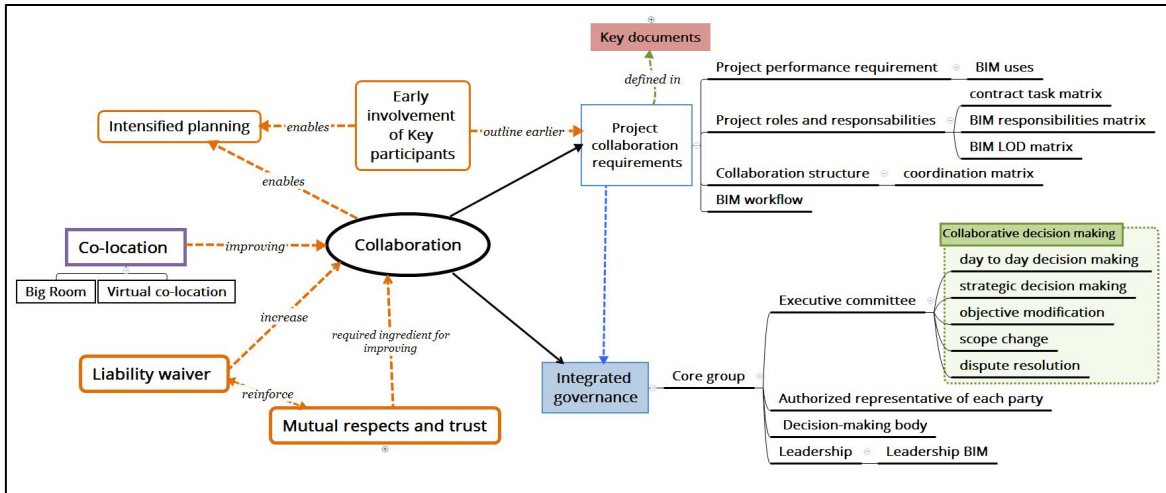 Key documents
defined in
Project performance requirement
BIM uses
Early
involvement
of Key
participants
Intensified planning
enables
outline earlier
Project
collaboration
requirements
Project roles and responsabilities
contract task matrix
BIM responsibilities matrix
BIM LOD matrix
Collaboration structure
coordination matrix
BIM workflow
enables
Co-location
improving
Collaboration
Big Room
Virtual co-location
increase
required ingredient for
improving
Liability waiver
reinforce
Mutual respects and trust
Integrated
governance
Core group
Executive committee
Collaborative decision making
day to day decision making
strategic decision making
objective modification
scope change
dispute resolution
Authorized representative of each party
Decision-making body
Leadership
Leadership BIM